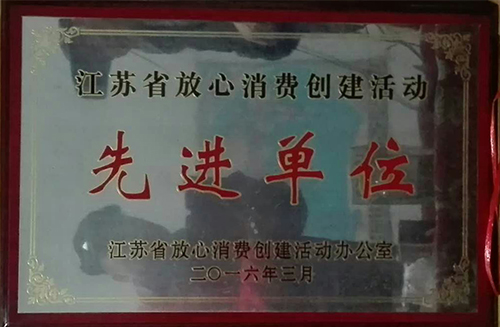 江苏省放心消费创建活动
先进单位
江苏省放心消费创建活动办公室
二〇一六年三月